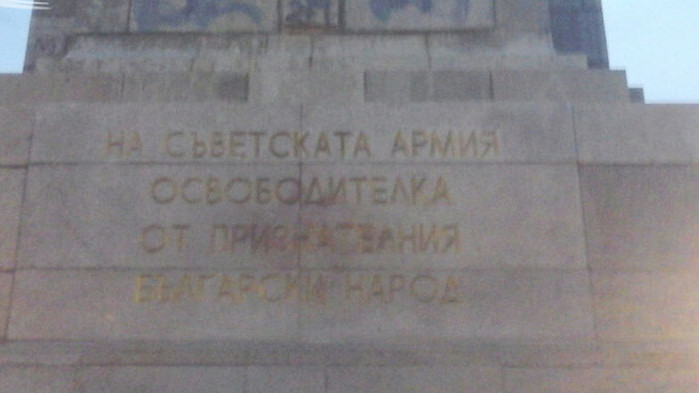 НА СЪВЕТСКАТА АРМИЯ
ОСВОБОДИТЕЛКА
ОТ ПРИЗНАТЕЛНИЯ
БЪЛГАРСКИ НАРОД